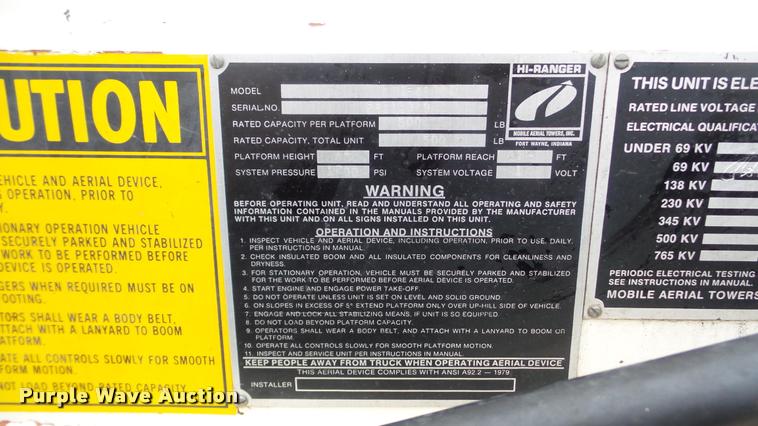 CAUTION
VEHICLE AND AERIAL DEVICE,
OPERATION, PRIOR TO
OPERATION VEHICLE
SECURELY PARKED AND STABILIZED
WORK TO BE PERFORMED BEFORE
DEVICE IS OPERATED.
WHEN REQUIRED MUST BE ON
FOOTING.
SHALL WEAR A BODY BELT,
ATTACH WITH A LANYARD TO BOOM
ALL CONTROLS SLOWLY FOR SMOOTH
MOTION.
NOT LOAD BEYOND RATED CAPACITY
MODEL
SERIAL NO.
RATED CAPACITY PER PLATFORM LB
RATED CAPACITY, TOTAL UNIT LB
PLATFORM HEIGHT FT PLATFORM REACH FT
SYSTEM PRESSURE PSI SYSTEM VOLTAGE VOLT
HI-RANGER
MOBILE AERIAL TOWERS, INC.
FORT WAYNE, INDIANA
WARNING
BEFORE OPERATING UNIT, READ AND UNDERSTAND ALL OPERATING AND SAFETY
INFORMATION CONTAINED IN THE MANUALS PROVIDED BY THE MANUFACTURER
WITH THIS UNIT AND ON ALL SIGNS INSTALLED ON THIS UNIT.
OPERATION AND INSTRUCTIONS
1. INSPECT VEHICLE AND AERIAL DEVICE, INCLUDING OPERATION, PRIOR TO USE, DAILY,
PER INSTRUCTIONS IN MANUAL.
2. CHECK INSULATED BOOM AND ALL INSULATED COMPONENTS FOR CLEANLINESS AND
DRYNESS.
3. FOR STATIONARY OPERATION, VEHICLE MUST BE SECURELY PARKED AND STABILIZED
FOR THE WORK TO BE PERFORMED BEFORE AERIAL DEVICE IS OPERATED.
4. START ENGINE AND ENGAGE POWER TAKE-OFF.
5. DO NOT OPERATE UNLESS UNIT IS SET ON LEVEL AND SOLID GROUND.
6. ON SLOPES IN EXCESS OF 5° EXTEND PLATFORM ONLY OVER UP-HILL SIDE OF VEHICLE.
7. ENGAGE AND LOCK ALL STABILIZING MEANS, IF UNIT IS SO EQUIPPED.
8. DO NOT LOAD BEYOND PLATFORM CAPACITY.
9. OPERATORS SHALL WEAR A BODY BELT, AND ATTACH WITH A LANYARD TO BOOM OR
PLATFORM.
10. OPERATE ALL CONTROLS SLOWLY FOR SMOOTH PLATFORM MOTION.
11. INSPECT AND SERVICE UNIT PER INSTRUCTIONS IN MANUAL.
KEEP PEOPLE AWAY FROM TRUCK WHEN OPERATING AERIAL DEVICE
THIS AERIAL DEVICE COMPLIES WITH ANSI A92.2 — 1979
INSTALLER
THIS UNIT IS ELE
RATED LINE VOLTAGE
ELECTRICAL QUALIFICA
UNDER 69 KV
69 KV
138 KV
230 KV
345 KV
500 KV
765 KV
PERIODIC ELECTRICAL TESTING
SEE INSTRUCTIONS IN MANUAL.
MOBILE AERIAL TOWERS
Purple Wave Auction